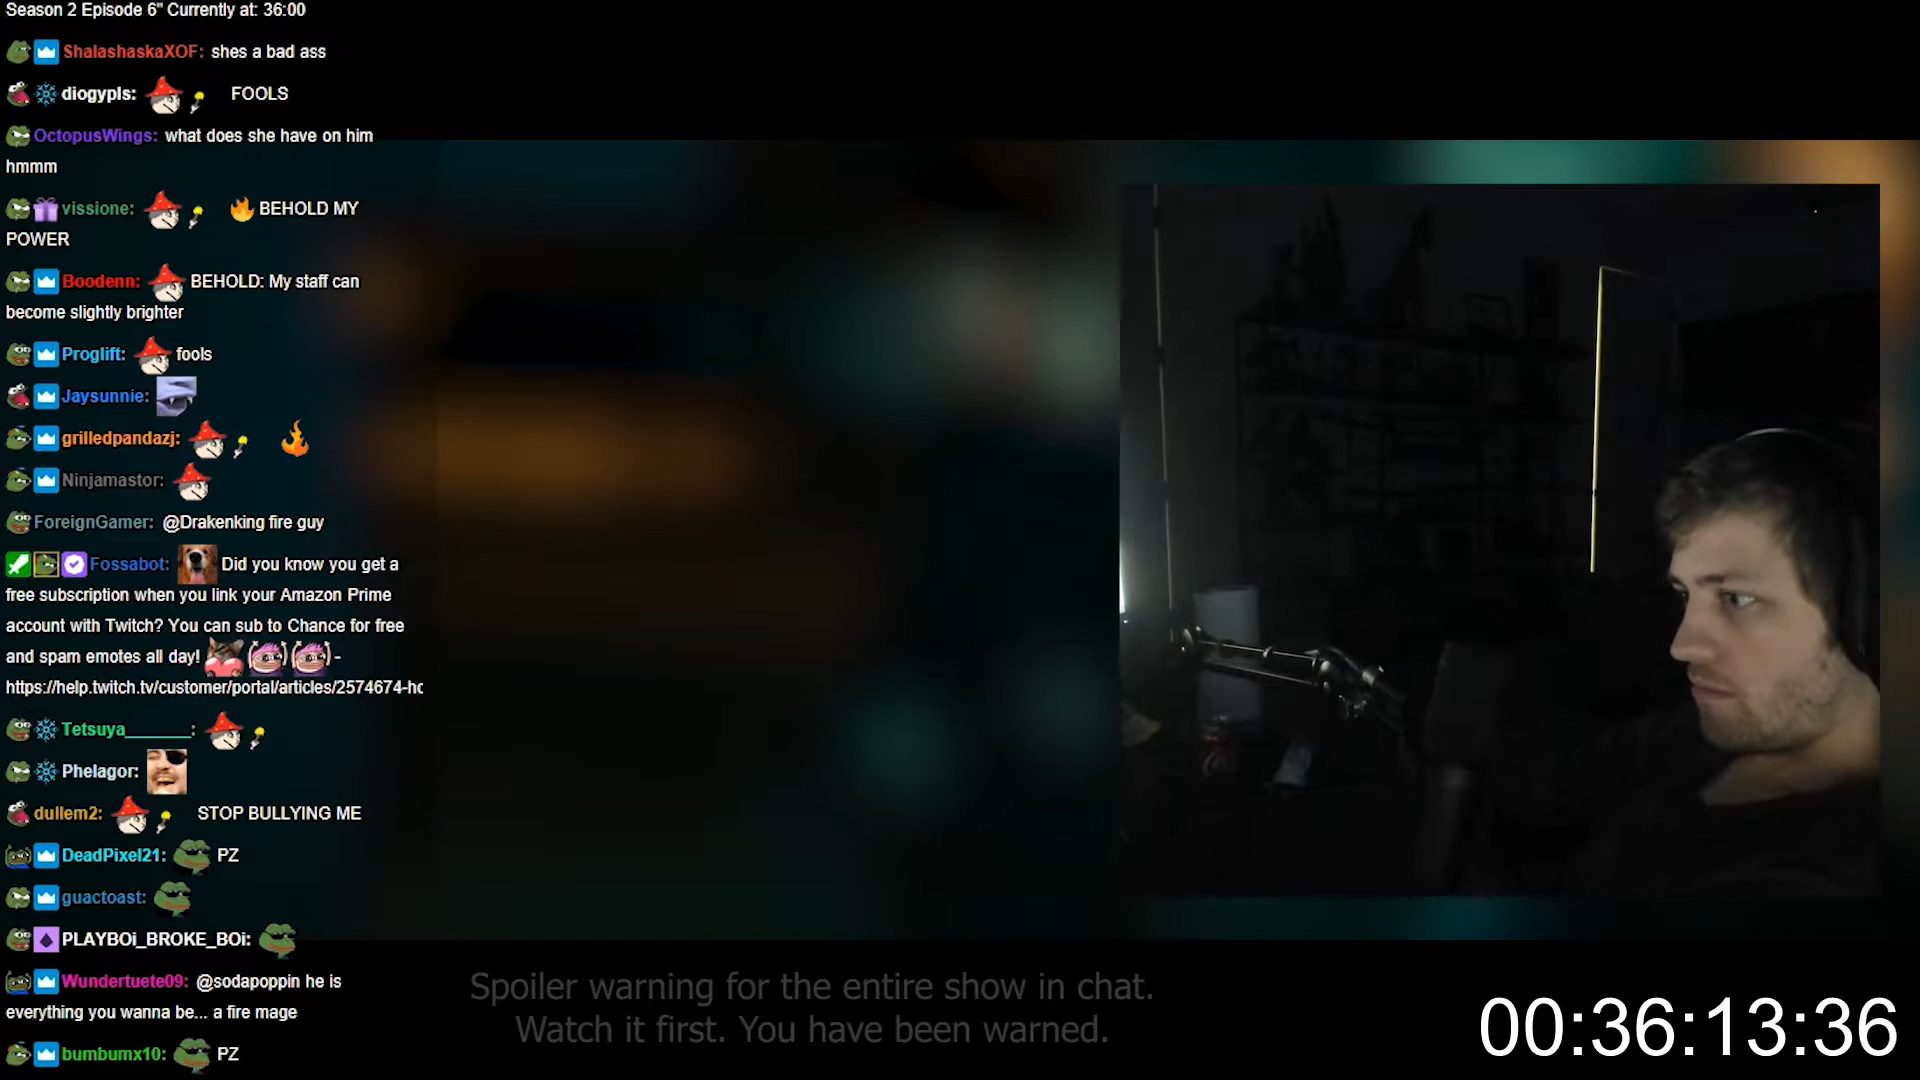 Season 2 Episode 6" Currently at: 36:00
ShalashaskaXOF: shes a bad ass
diogypls: FOOLS
OctopusWings: what does she have on him
hmmm
vissione: BEHOLD MY
POWER
Boodenn: BEHOLD: My staff can
become slightly brighter
Proglift: fools
Jaysunnie:
grilledpandazj:
Ninjamastor:
ForeignGamer: @Drakenking fire guy
Fossabot: Did you know you get a
free subscription when you link your Amazon Prime
account with Twitch? You can sub to Chance for free
and spam emotes all day! -
https://help.twitch.tv/customer/portal/articles/2574674-hc
Tetsuya_______:
Phelagor:
dullem2: STOP BULLYING ME
DeadPixel21: PZ
guactoast:
PLAYBOi_BROKE_BOi:
Wundertuete09: @sodapoppin he is
everything you wanna be... a fire mage
bumbumx10: PZ
Spoiler warning for the entire show in chat.
Watch it first. You have been warned.
00:36:13:36